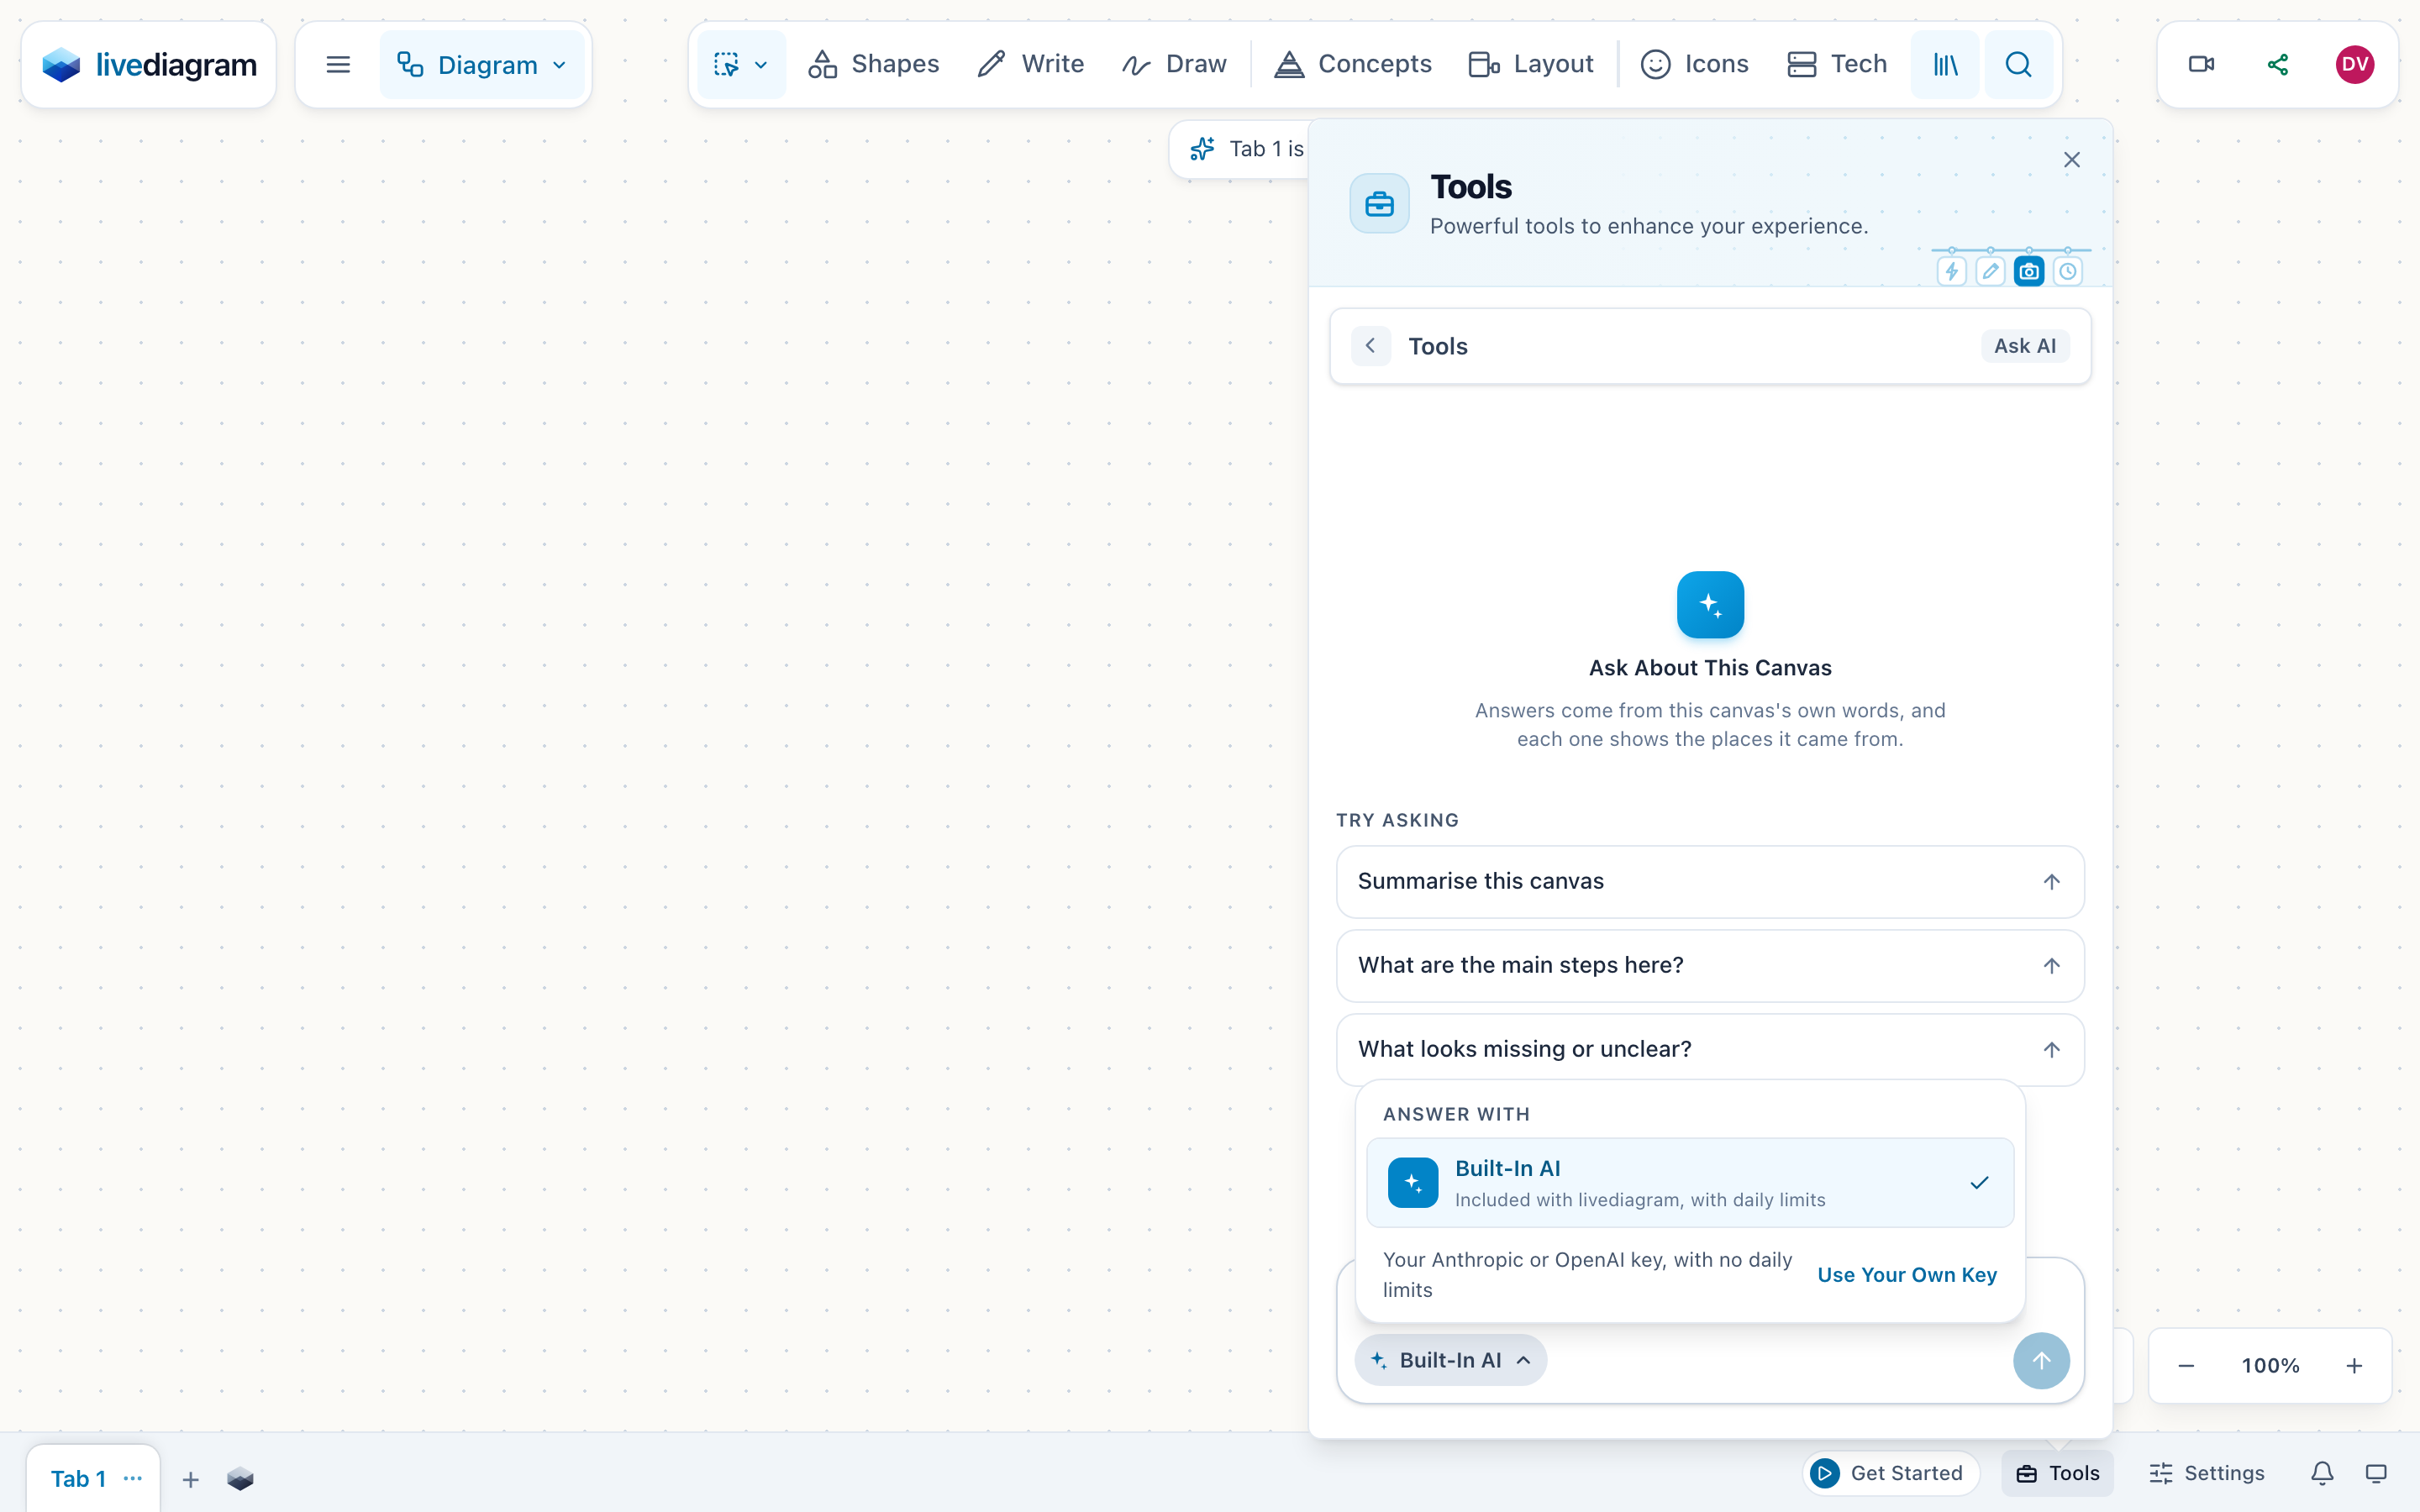 livediagram
Diagram
Shapes
Write
Draw
Concepts
Layout
Icons
Tech
DV
Tab 1 is
Tools
Powerful tools to enhance your experience.
Tools
Ask AI
Ask About This Canvas
Answers come from this canvas's own words, and
each one shows the places it came from.
TRY ASKING
Summarise this canvas
What are the main steps here?
What looks missing or unclear?
ANSWER WITH
Built-In AI
Included with livediagram, with daily limits
Your Anthropic or OpenAI key, with no daily
limits
Use Your Own Key
Built-In AI
100%
Tab 1
Get Started
Tools
Settings